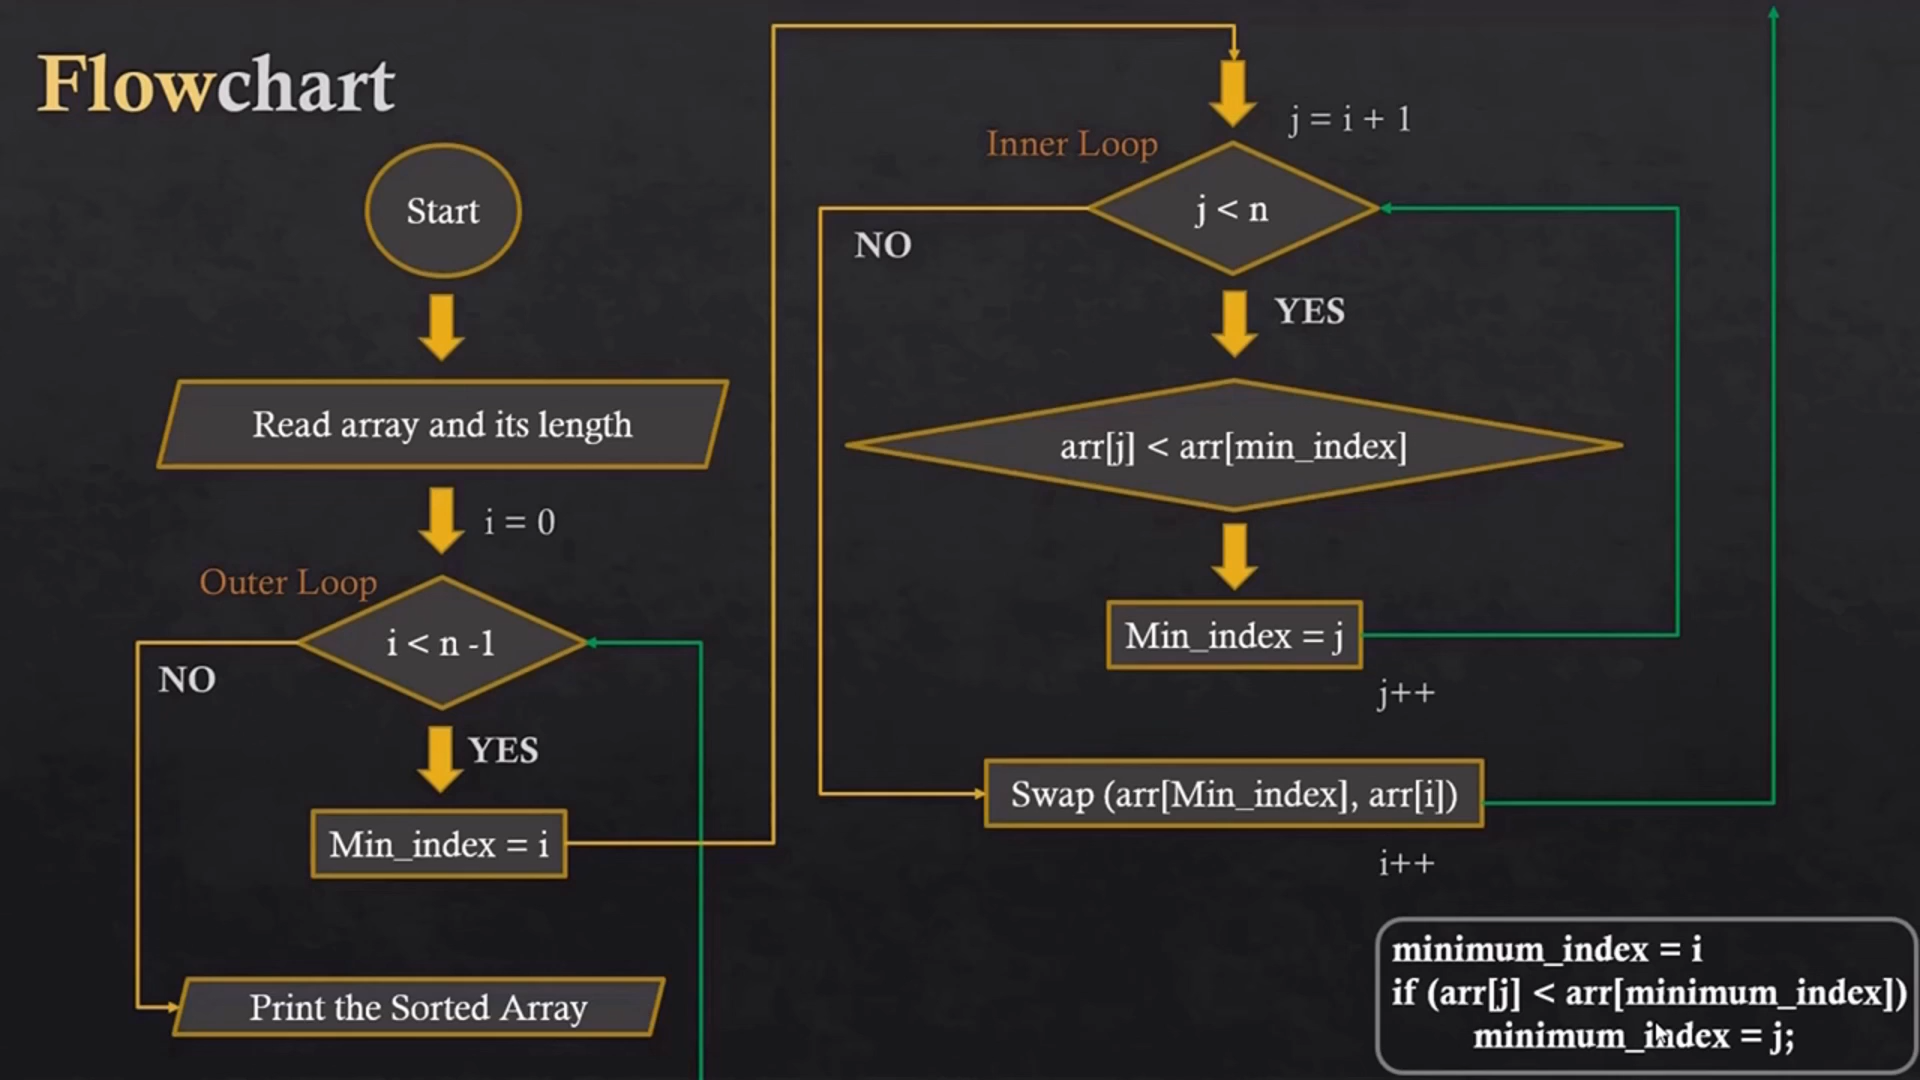 Flowchart
Start
Read array and its length
i = 0
Outer Loop
i < n -1
NO
YES
Min_index = i
Print the Sorted Array
j = i + 1
Inner Loop
j < n
NO
YES
arr[j] < arr[min_index]
Min_index = j
j++
Swap (arr[Min_index], arr[i])
i++
minimum_index = i
if (arr[j] < arr[minimum_index])
minimum_index = j;